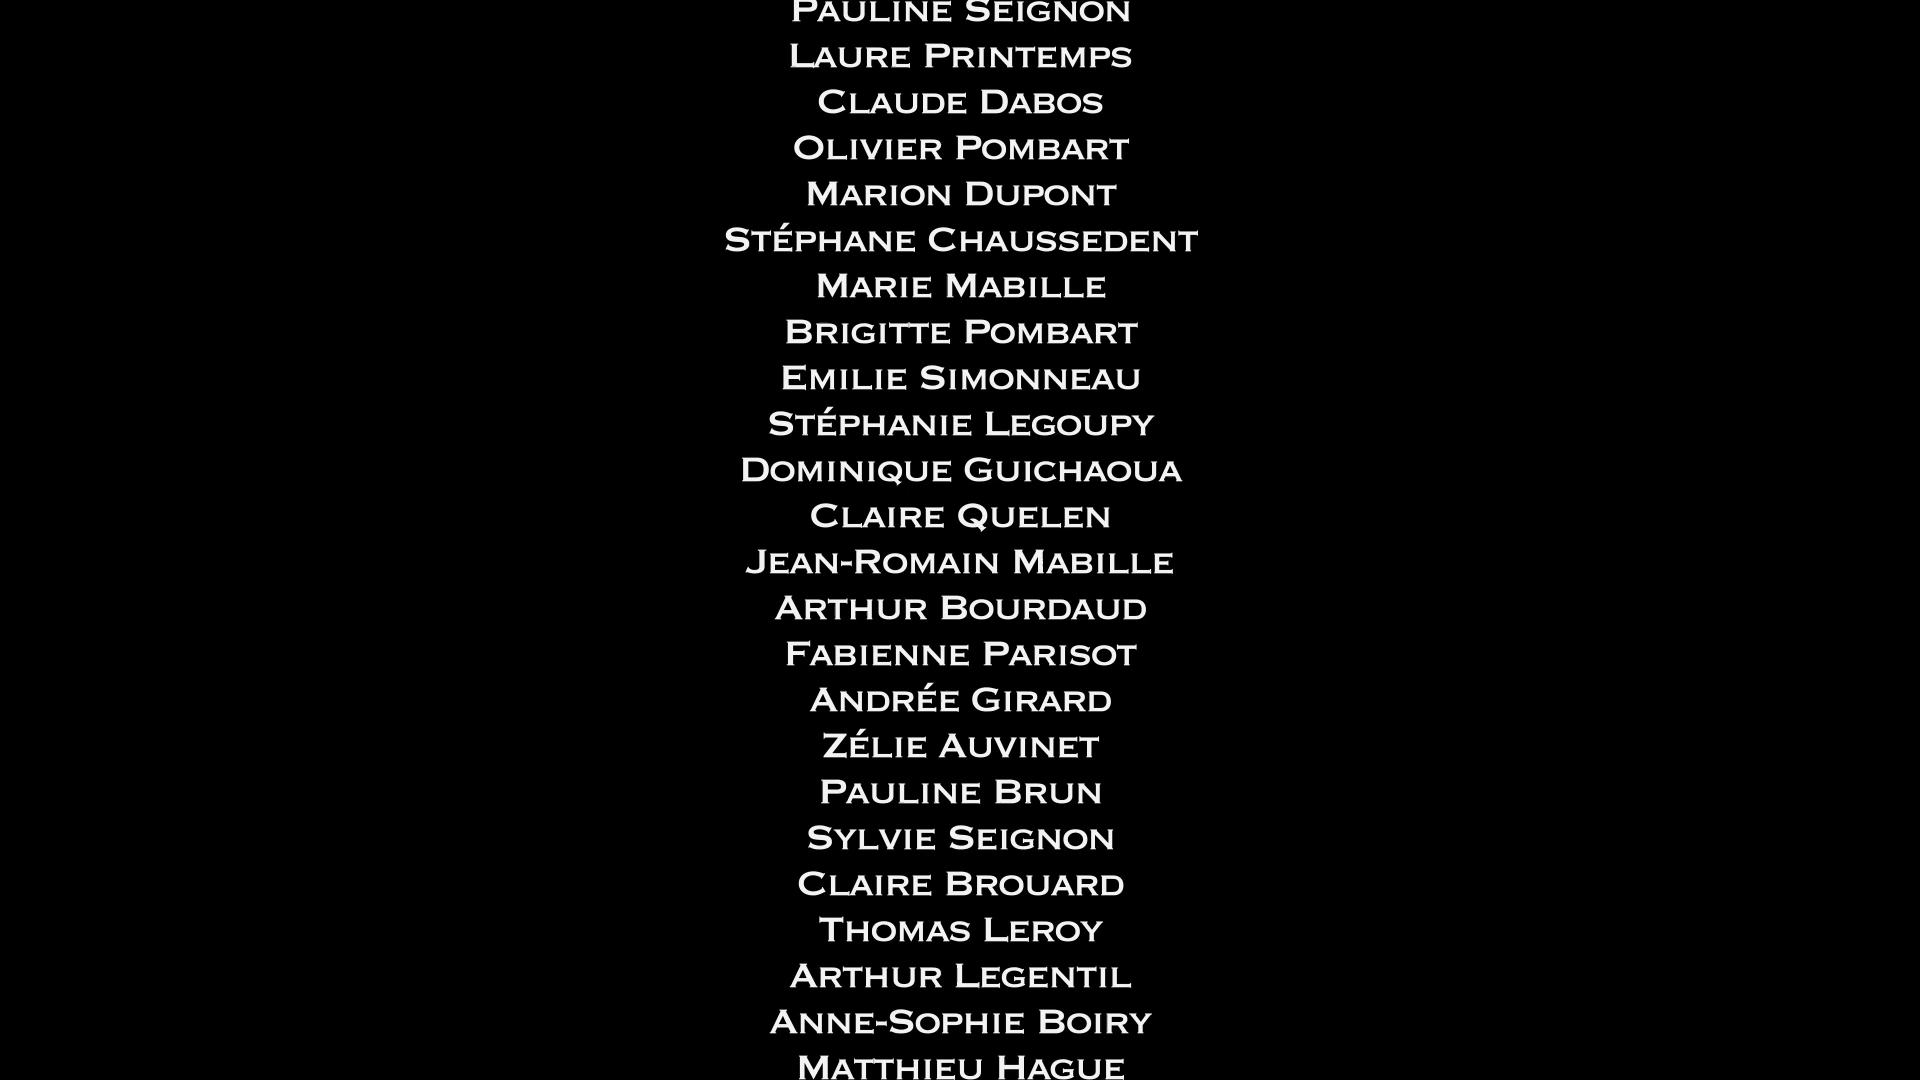 Pauline Seignon
Laure Printemps
Claude Dabos
Olivier Pombart
Marion Dupont
Stéphane Chaussedent
Marie Mabille
Brigitte Pombart
Emilie Simonneau
Stéphanie Legoupy
Dominique Guichaoua
Claire Quelen
Jean-Romain Mabille
Arthur Bourdaud
Fabienne Parisot
Andrée Girard
Zélie Auvinet
Pauline Brun
Sylvie Seignon
Claire Brouard
Thomas Leroy
Arthur Legentil
Anne-Sophie Boiry
Matthieu Hague